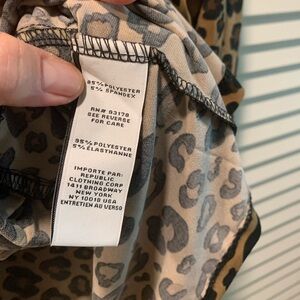 95% POLYESTER
5% SPANDEX
RN# 93178
SEE REVERSE
FOR CARE
95% POLYESTER
5% ÉLASTHANNE
IMPORTE PAR:
REPUBLIC
CLOTHING CORP
1411 BROADWAY
NEW YORK
NY 10018 USA
ENTRETIEN AU VERSO